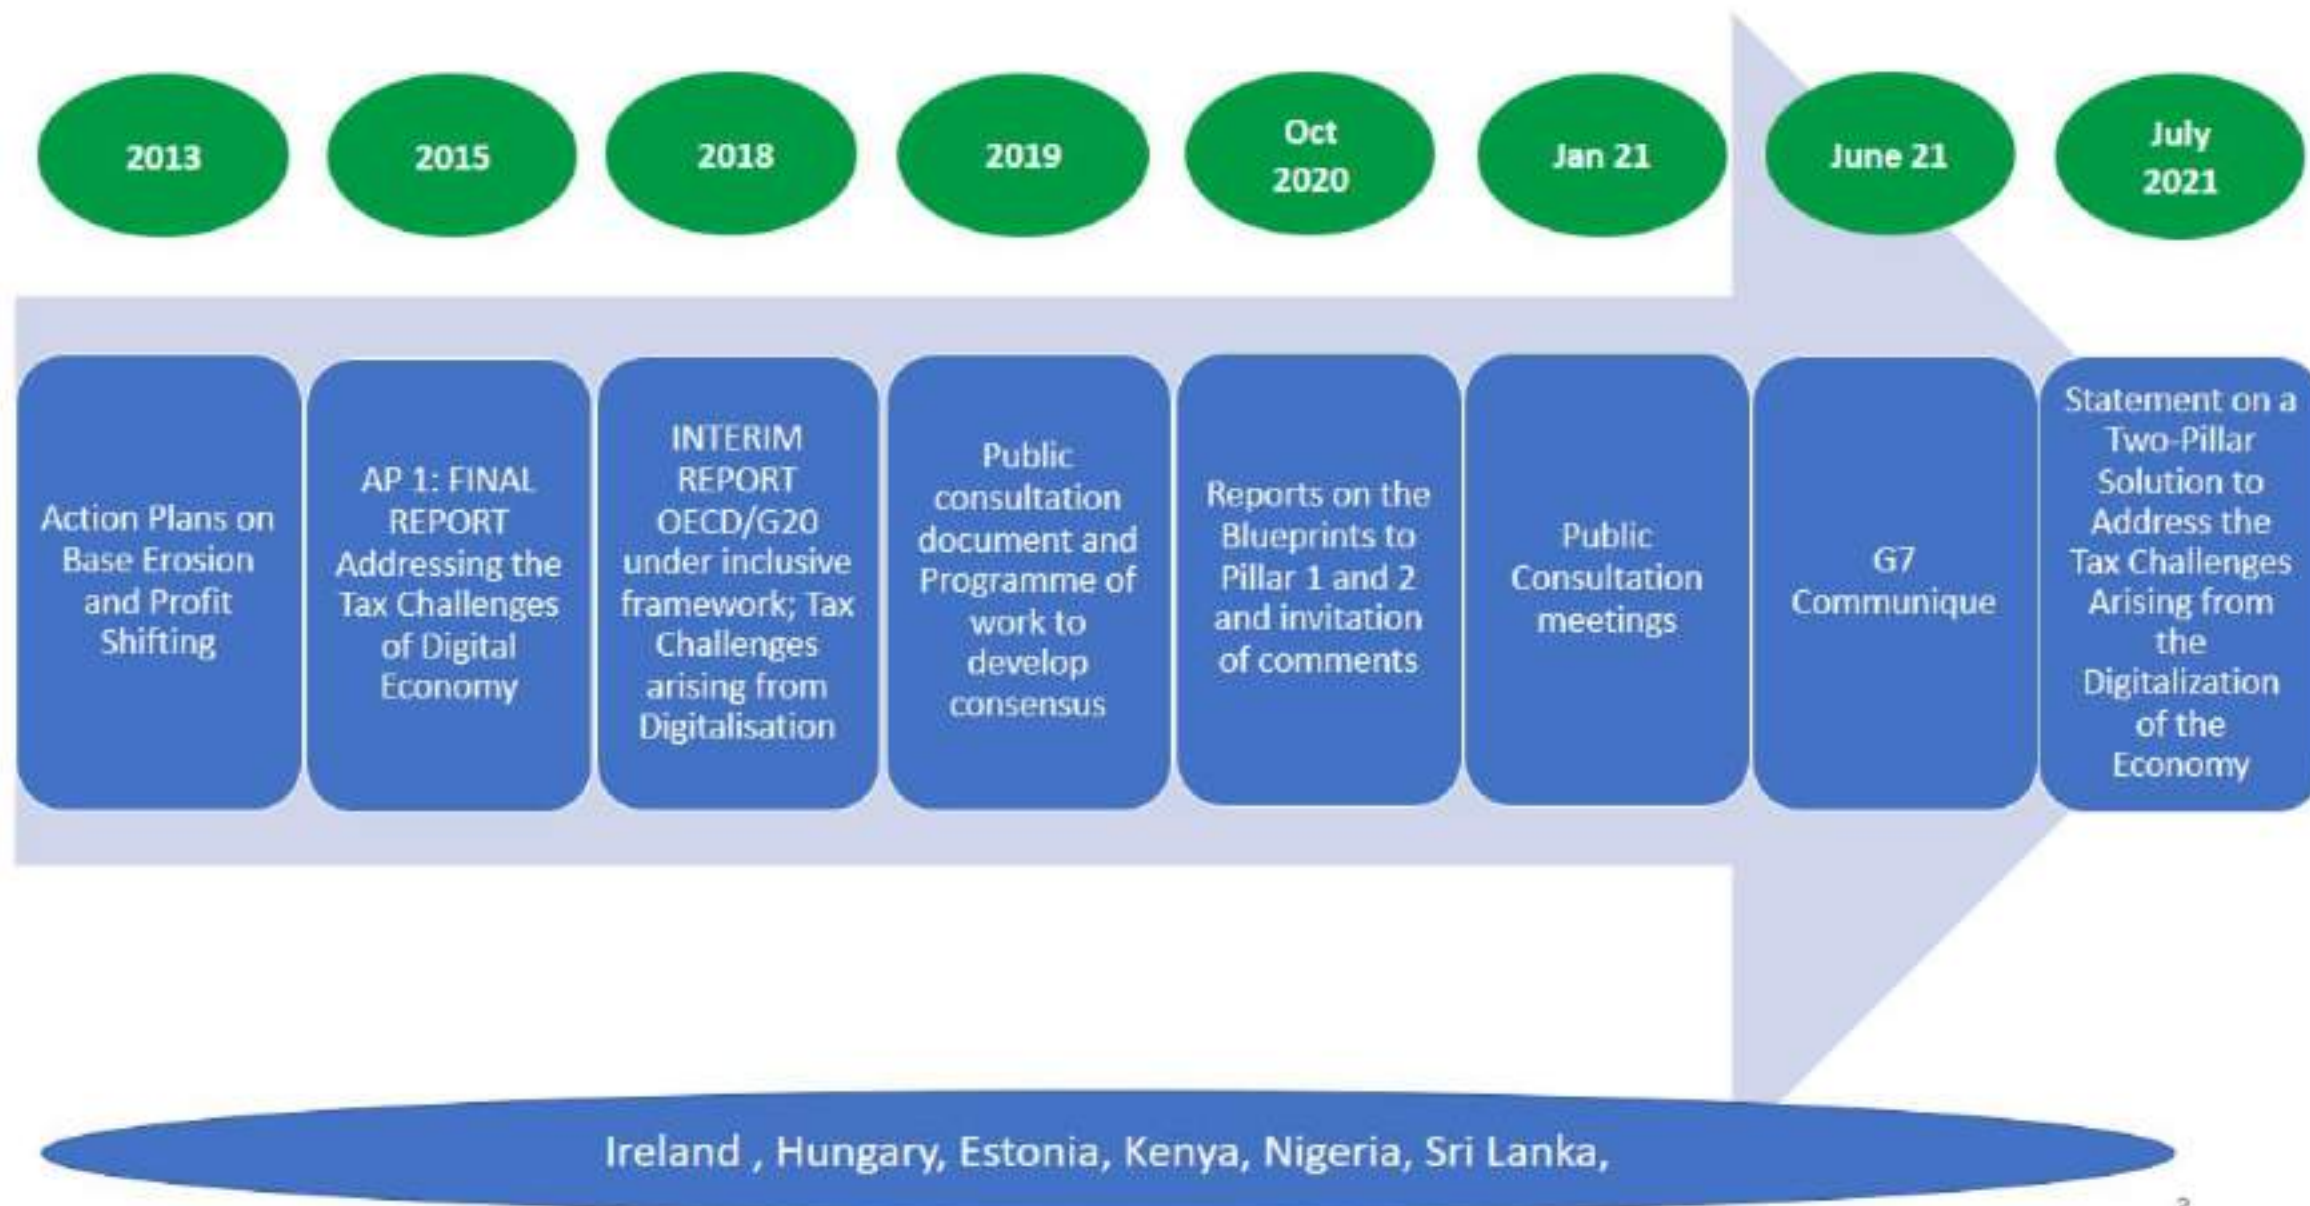 2013
2015
2018
2019
Oct
2020
Jan 21
June 21
July
2021
Action Plans on
Base Erosion
and Profit
Shifting
AP 1: FINAL
REPORT
Addressing the
Tax Challenges
of Digital
Economy
INTERIM
REPORT
OECD/G20
under inclusive
framework; Tax
Challenges
arising from
Digitalisation
Public
consultation
document and
Programme of
work to
develop
consensus
Reports on the
Blueprints to
Pillar 1 and 2
and invitation
of comments
Public
Consultation
meetings
G7
Communique
Statement on a
Two-Pillar
Solution to
Address the
Tax Challenges
Arising from
the
Digitalization
of the
Economy
Ireland , Hungary, Estonia, Kenya, Nigeria, Sri Lanka,